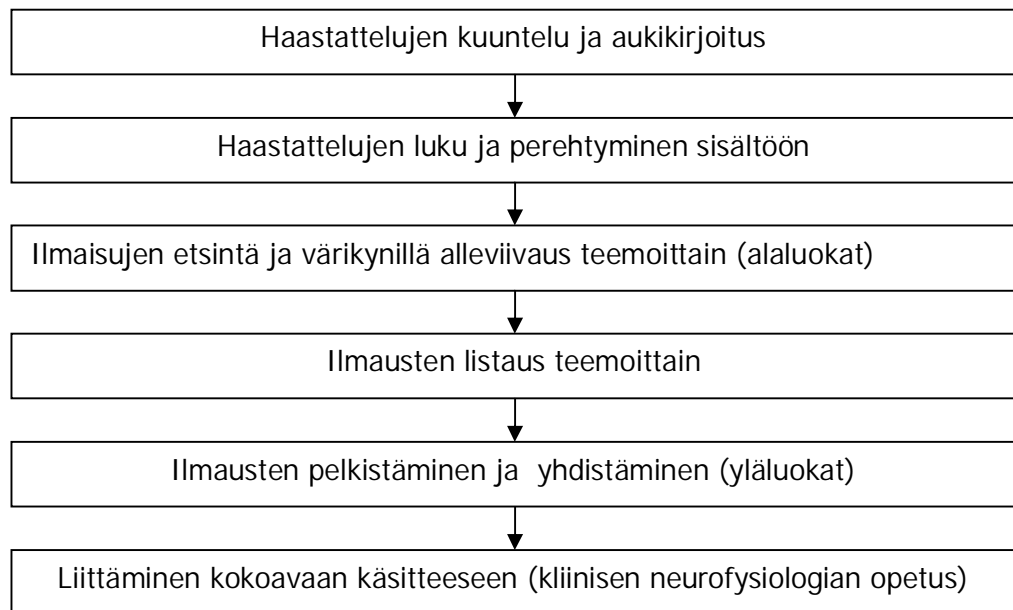 Haastattelujen kuuntelu ja aukikirjoitus
Haastattelujen luku ja perehtyminen sisältöön
Ilmaisujen etsintä ja värikynillä alleviivaus teemoittain (alaluokat)
Ilmausten listaus teemoittain
Ilmausten pelkistäminen ja yhdistäminen (yläluokat)
Liittäminen kokoavaan käsitteeseen (kliinisen neurofysiologian opetus)